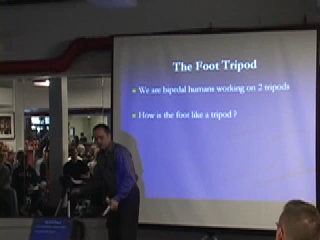 The Foot Tripod
We are bipedal humans working on 2 tripods
How is the foot like a tripod ?